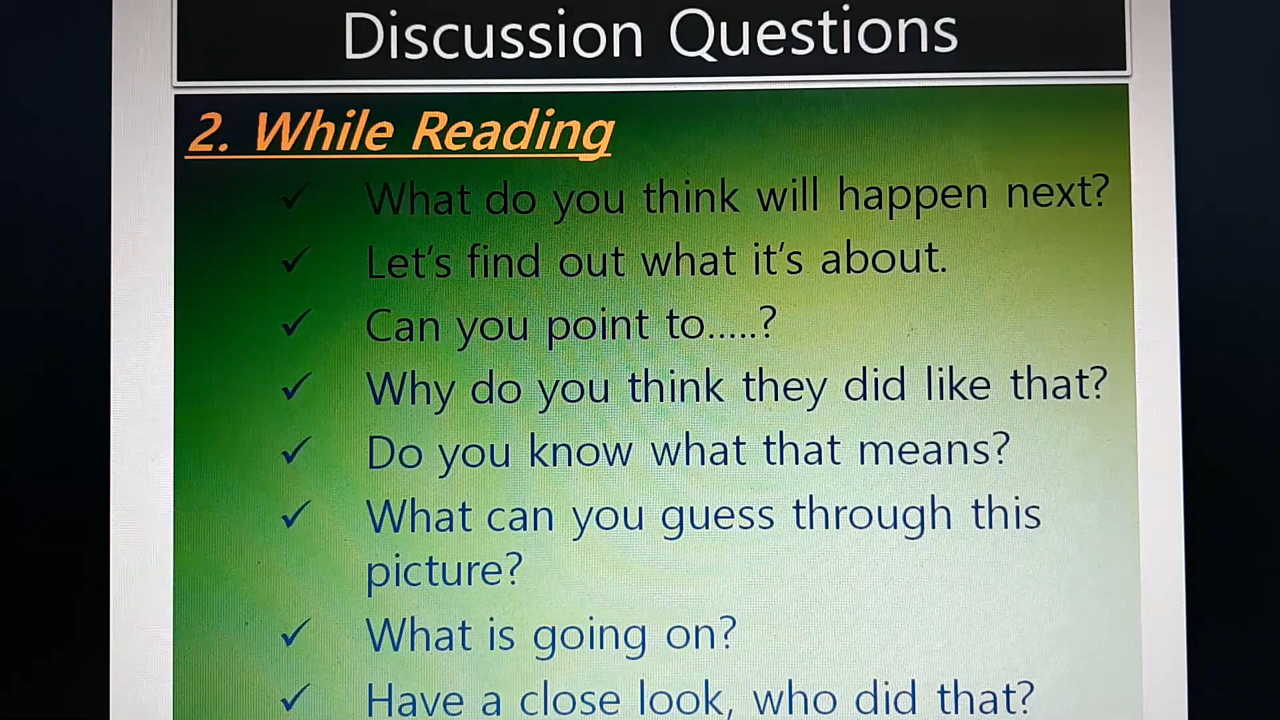 Discussion Questions
2. While Reading
✓ What do you think will happen next?
✓ Let's find out what it's about.
✓ Can you point to.....?
✓ Why do you think they did like that?
✓ Do you know what that means?
✓ What can you guess through this
picture?
✓ What is going on?
✓ Have a close look, who did that?